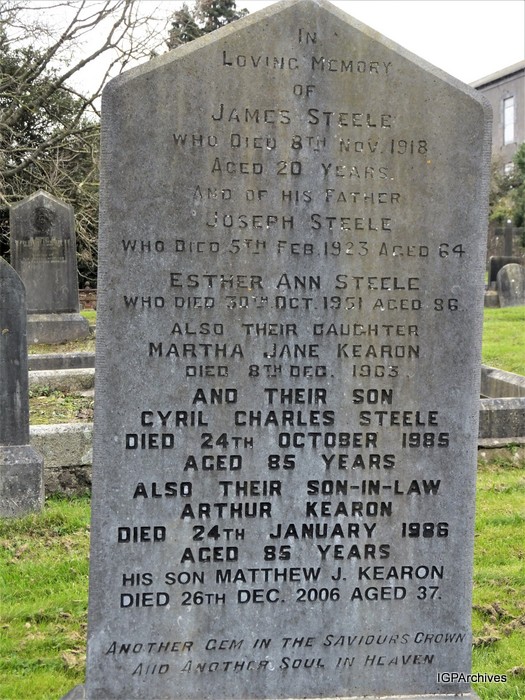 In
Loving Memory
of
James Steele
who Died 8th Nov. 1918
Aged 20 Years.
And of his Father
Joseph Steele
who Died 5th Feb. 1923 Aged 64
Esther Ann Steele
who died 30th Oct. 1951 aged 86
also their daughter
Martha Jane Kearon
died 8th Dec. 1963
AND THEIR SON
CYRIL CHARLES STEELE
DIED 24TH OCTOBER 1985
AGED 85 YEARS
ALSO THEIR SON-IN-LAW
ARTHUR KEARON
DIED 24TH JANUARY 1986
AGED 85 YEARS
HIS SON MATTHEW J. KEARON
DIED 26TH DEC. 2006 AGED 37.
Another Gem in the Saviours Crown
And Another Soul in Heaven
IGPArchives